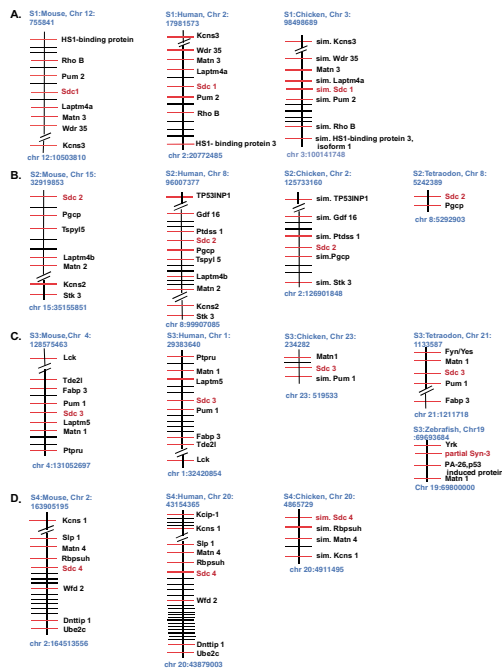 A.
S1:Mouse, Chr 12:
755841
HS1-binding protein
Rho B
Pum 2
Sdc1
Laptm4a
Matn 3
Wdr 35
Kcns3
chr 12:10503810
S1:Human, Chr 2:
17981573
Kcns3
Wdr 35
Matn 3
Laptm4a
Sdc 1
Pum 2
Rho B
HS1- binding protein 3
chr 2:20772485
S1:Chicken, Chr 3:
98498689
sim. Kcns3
sim. Wdr 35
Matn 3
sim. Laptm4a
sim. Sdc 1
sim. Pum 2
sim. Rho B
sim. HS1-binding protein 3,
isoform 1
chr 3:100141748
B.
S2:Mouse, Chr 15:
32919853
Sdc 2
Pgcp
Tspyl5
Laptm4b
Matn 2
Kcns2
Stk 3
chr 15:35155851
S2:Human, Chr 8:
96007377
TP53INP1
Gdf 16
Ptdss 1
Sdc 2
Pgcp
Tspyl 5
Laptm4b
Matn 2
Kcns2
Stk 3
chr 8:99907085
S2:Chicken, Chr 2:
125733160
sim. TP53INP1
sim. Gdf 16
sim. Ptdss 1
Sdc 2
sim.Pgcp
sim. Stk 3
chr 2:126901848
S2:Tetraodon, Chr 8:
5242389
Sdc 2
Pgcp
chr 8:5292903
C.
S3:Mouse,Chr 4:
128575463
Lck
Tde2l
Fabp 3
Pum 1
Sdc 3
Laptm5
Matn 1
Ptpru
chr 4:131052697
S3:Human, Chr 1:
29383640
Ptpru
Matn 1
Laptm5
Sdc 3
Pum 1
Fabp 3
Tde2l
Lck
chr 1:32420854
S3:Chicken, Chr 23:
234282
Matn1
Sdc 3
sim. Pum 1
chr 23: 519533
S3:Tetraodon, Chr 21:
1133587
Fyn/Yes
Matn 1
Sdc 3
Pum 1
Fabp 3
chr 21:1211718
S3:Zebrafish, Chr19
:69693684
Yrk
partial Syn-3
PA-26,p53
induced protein
Matn 1
Chr 19:69800000
D.
S4:Mouse, Chr 2:
163905195
Kcns 1
Slp 1
Matn 4
Rbpsuh
Sdc 4
Wfd 2
Dnttip 1
Ube2c
chr 2:164513556
S4:Human, Chr 20:
43154365
Kcip-1
Kcns 1
Slp 1
Matn 4
Rbpsuh
Sdc 4
Wfd 2
Dnttip 1
Ube2c
chr 20:43879003
S4:Chicken, Chr 20:
4865729
sim. Sdc 4
sim. Rbpsuh
sim. Matn 4
sim. Kcns 1
chr 20:4911495